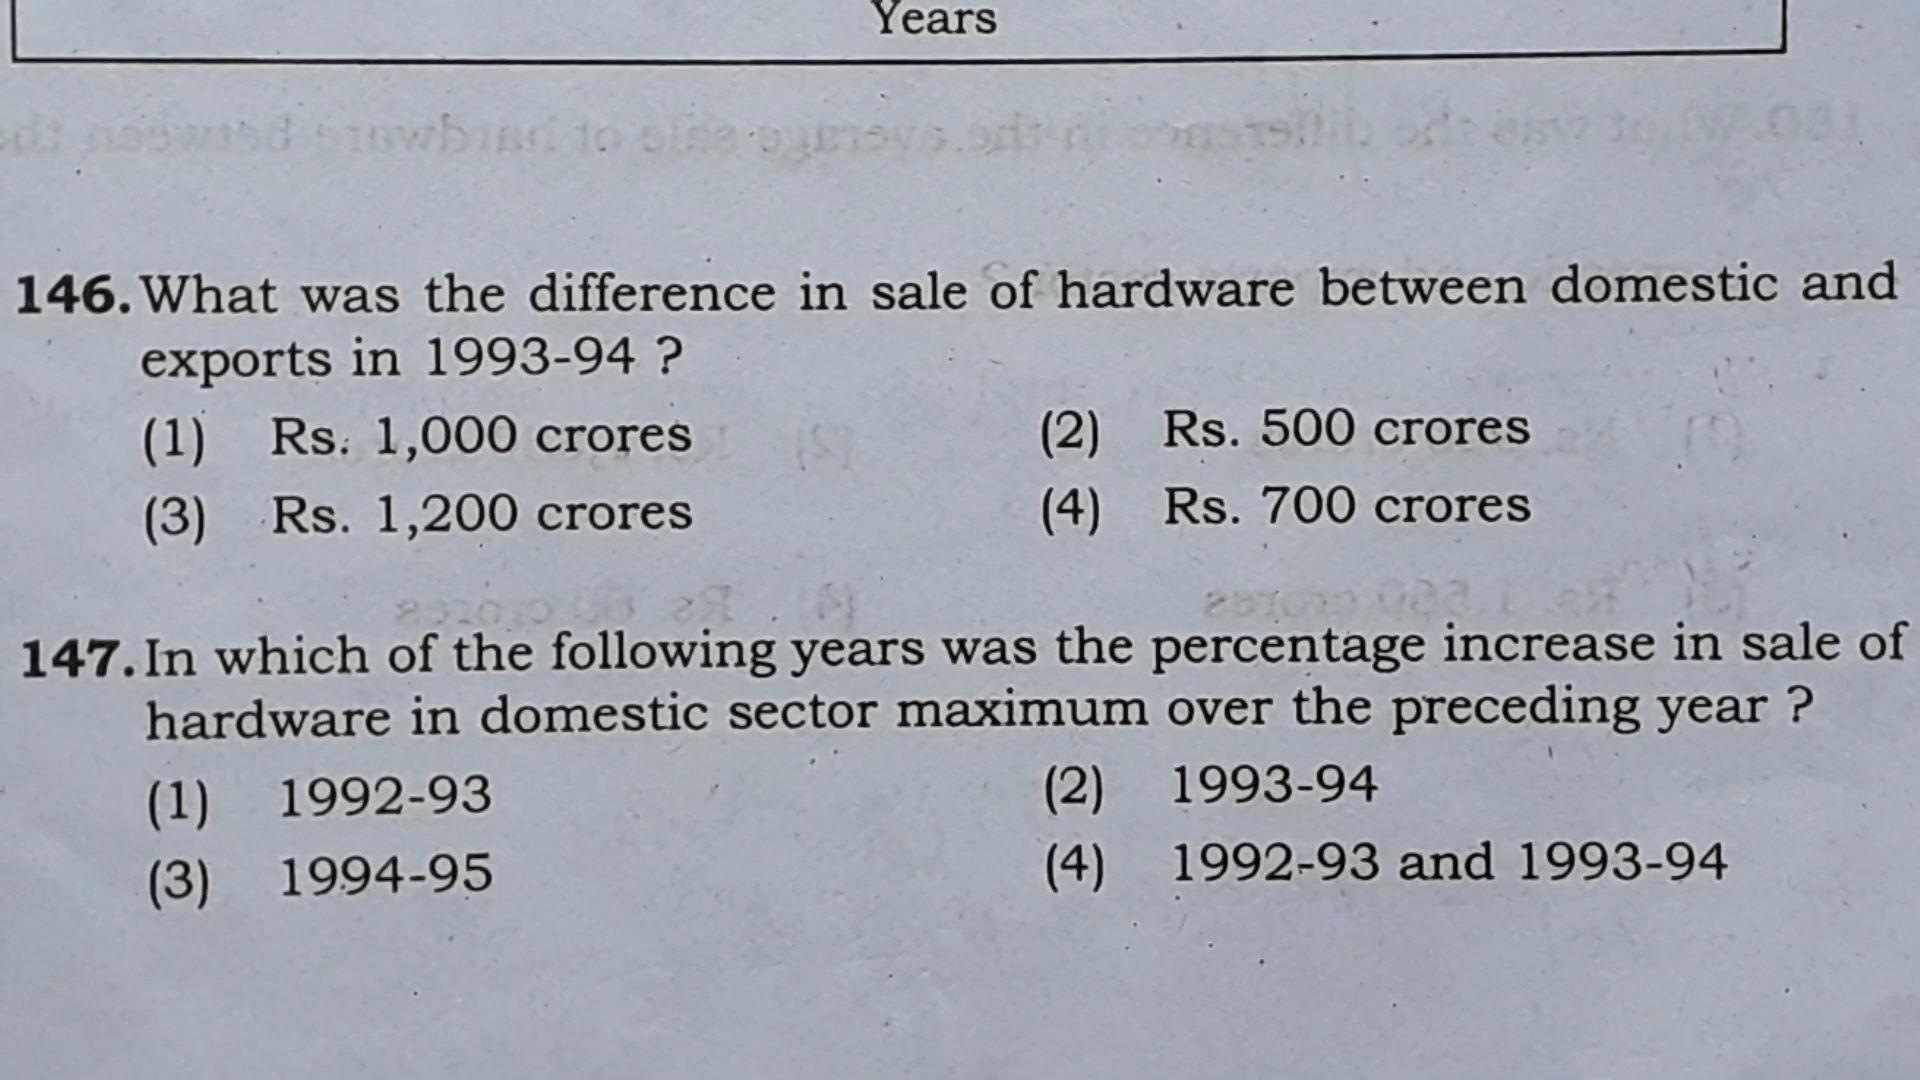 Years
146. What was the difference in sale of hardware between domestic and
exports in 1993-94 ?
(1) Rs. 1,000 crores (2) Rs. 500 crores
(3) Rs. 1,200 crores (4) Rs. 700 crores
147. In which of the following years was the percentage increase in sale of
hardware in domestic sector maximum over the preceding year ?
(1) 1992-93 (2) 1993-94
(3) 1994-95 (4) 1992-93 and 1993-94